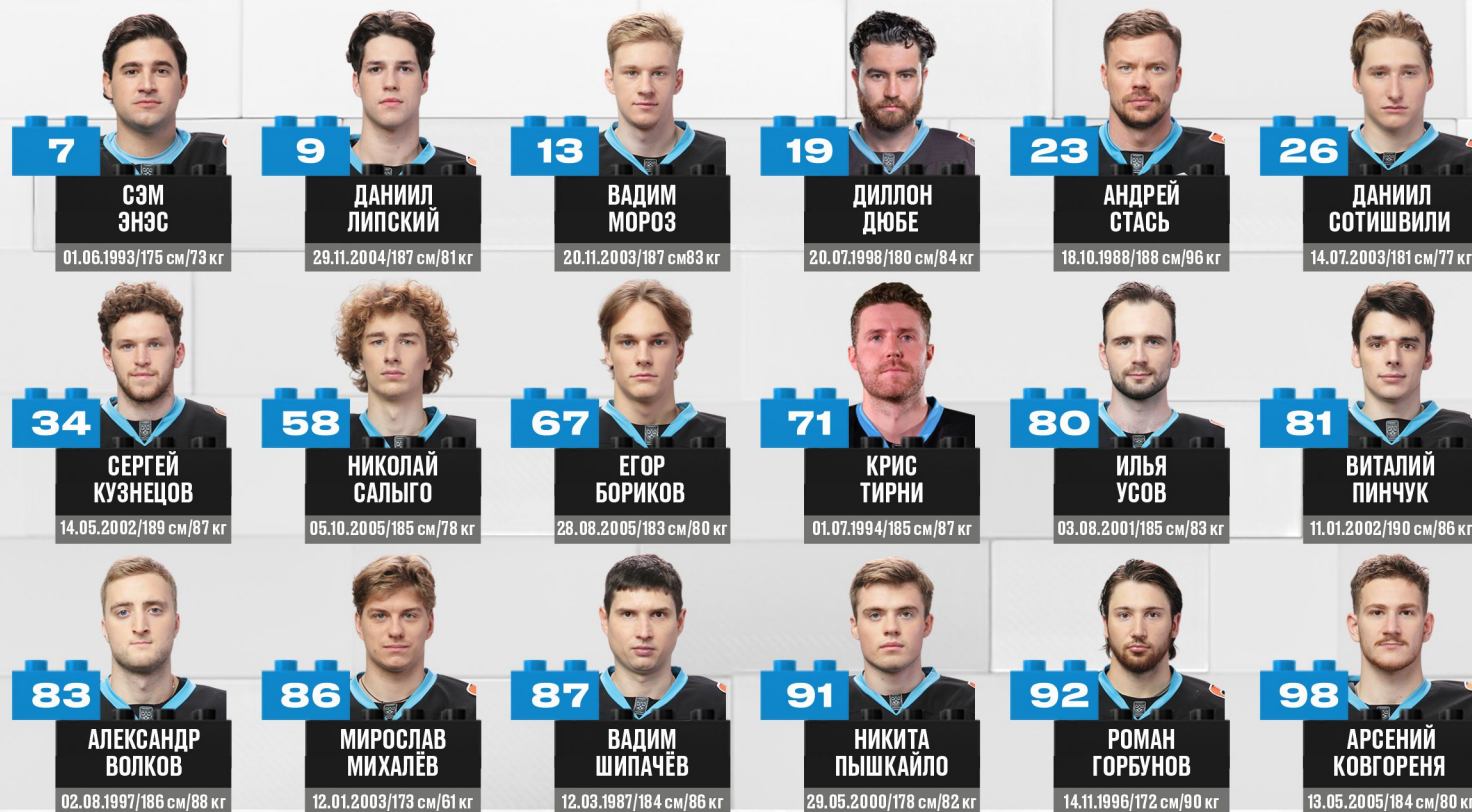 7
СЭМ
ЭНЭС
01.06.1993/175 см/73 кг
9
ДАНИИЛ
ЛИПСКИЙ
29.11.2004/187 см/81 кг
13
ВАДИМ
МОРОЗ
20.11.2003/187 см83 кг
19
ДИЛЛОН
ДЮБЕ
20.07.1998/180 см/84 кг
23
АНДРЕЙ
СТАСЬ
18.10.1988/188 см/96 кг
26
ДАНИИЛ
СОТИШВИЛИ
14.07.2003/181 см/77 кг
34
СЕРГЕЙ
КУЗНЕЦОВ
14.05.2002/189 см/87 кг
58
НИКОЛАЙ
САЛЫГО
05.10.2005/185 см/78 кг
67
ЕГОР
БОРИКОВ
28.08.2005/183 см/80 кг
71
КРИС
ТИРНИ
01.07.1994/185 см/87 кг
80
ИЛЬЯ
УСОВ
03.08.2001/185 см/83 кг
81
ВИТАЛИЙ
ПИНЧУК
11.01.2002/190 см/86 кг
83
АЛЕКСАНДР
ВОЛКОВ
02.08.1997/186 см/88 кг
86
МИРОСЛАВ
МИХАЛЁВ
12.01.2003/173 см/61 кг
87
ВАДИМ
ШИПАЧЁВ
12.03.1987/184 см/86 кг
91
НИКИТА
ПЫШКАЙЛО
29.05.2000/178 см/82 кг
92
РОМАН
ГОРБУНОВ
14.11.1996/172 см/90 кг
98
АРСЕНИЙ
КОВГОРЕНЯ
13.05.2005/184 см/80 кг